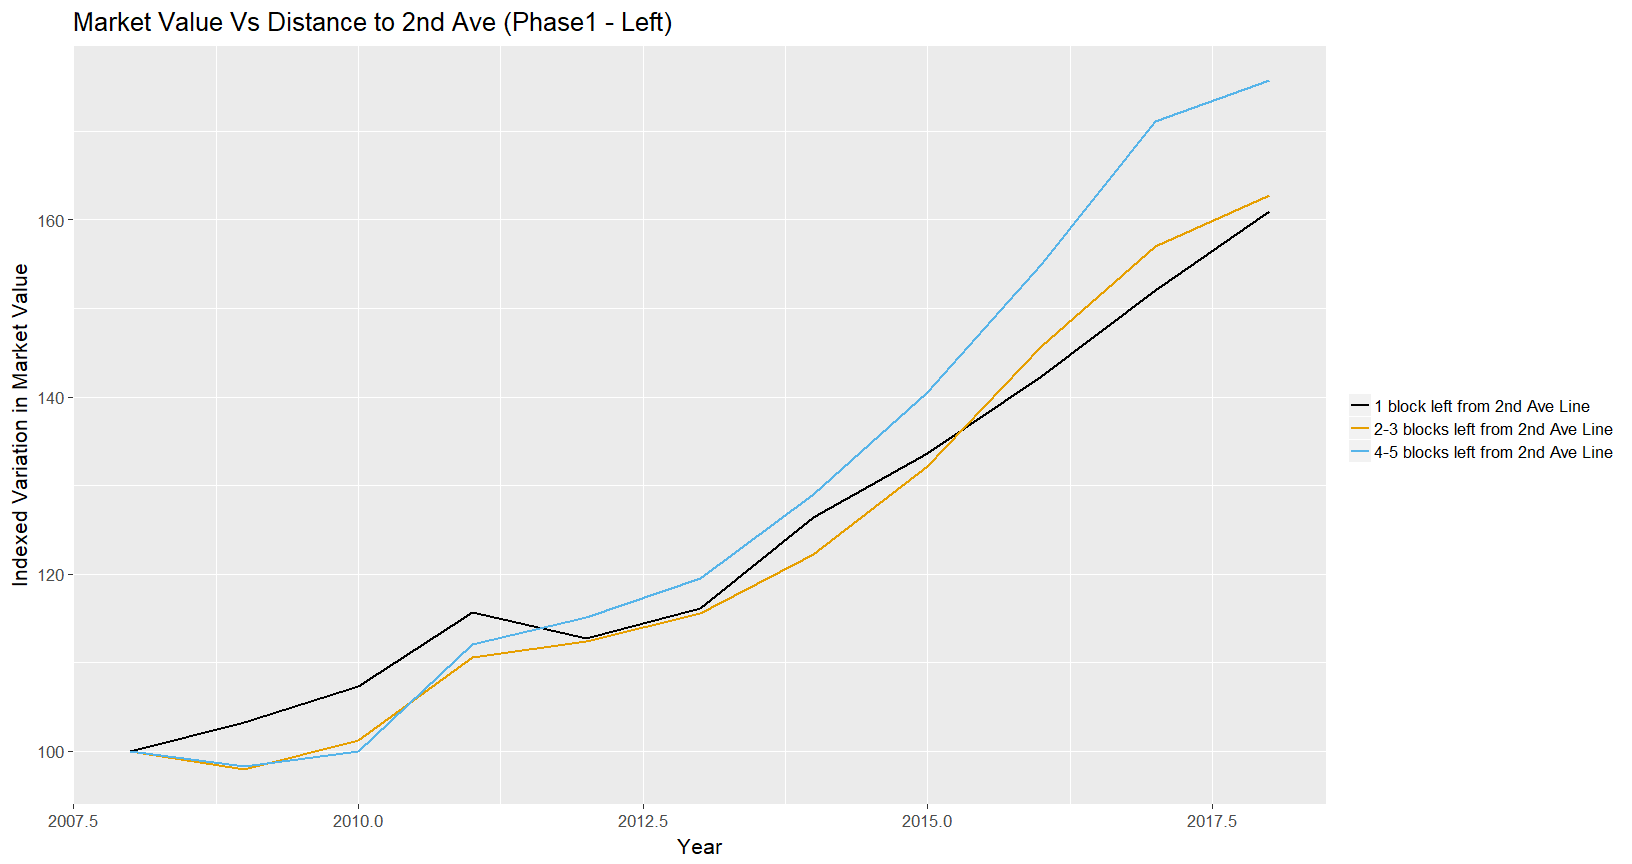 Market Value Vs Distance to 2nd Ave (Phase1 - Left)
Indexed Variation in Market Value
160
140
120
100
2007.5
2010.0
2012.5
2015.0
2017.5
Year
1 block left from 2nd Ave Line
2-3 blocks left from 2nd Ave Line
4-5 blocks left from 2nd Ave Line